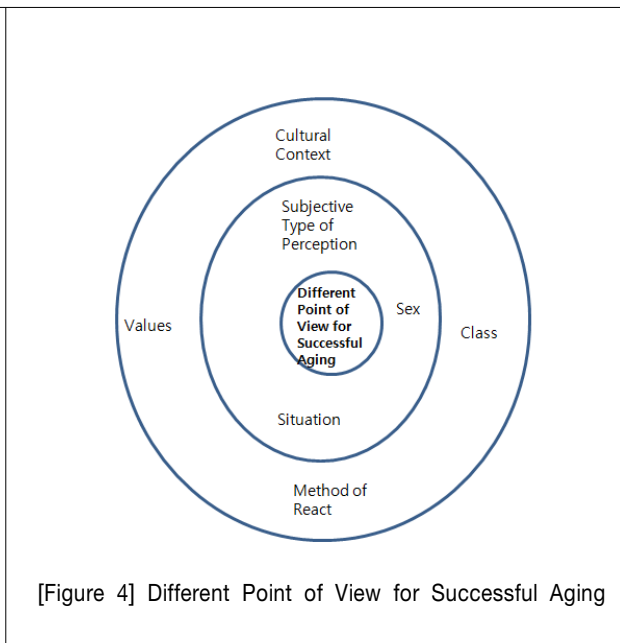 Cultural
Context
Subjective
Type of
Perception
Different
Point of
View for
Successful
Aging
Sex
Values
Class
Situation
Method of
React
[Figure 4] Different Point of View for Successful Aging